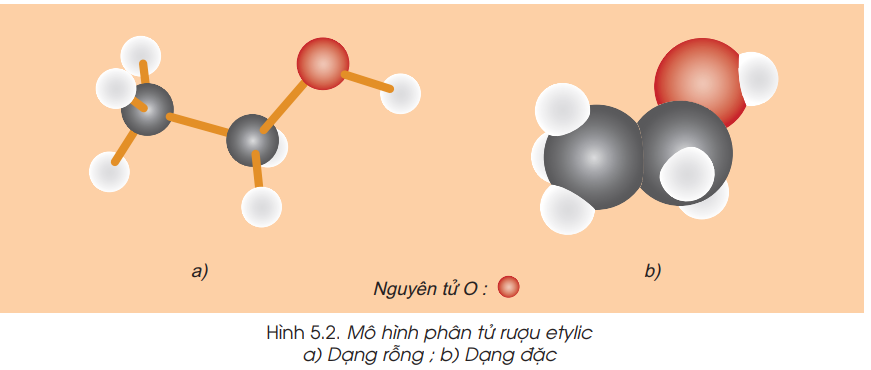 a)
b)
Nguyên tử O :
Hình 5.2. Mô hình phân tử rượu etylic
a) Dạng rỗng ; b) Dạng đặc